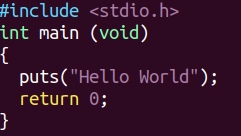 #include <stdio.h>
int main (void)
{
  puts("Hello World");
  return 0;
}